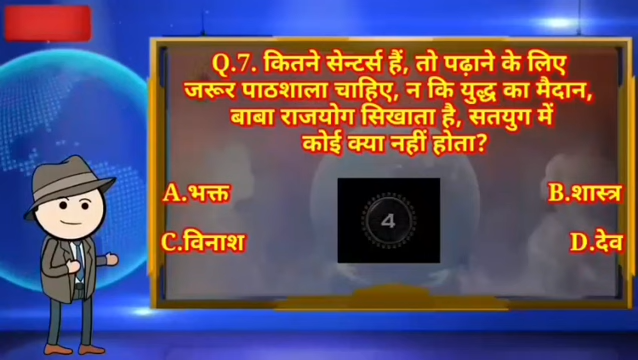 Q.7. कितने सेन्टर्स हैं, तो पढ़ाने के लिए
जरूर पाठशाला चाहिए, न कि युद्ध का मैदान,
बाबा राजयोग सिखाता है, सतयुग में
कोई क्या नहीं होता?
A.भक्त
B.शास्त्र
4
C.विनाश
D.देव